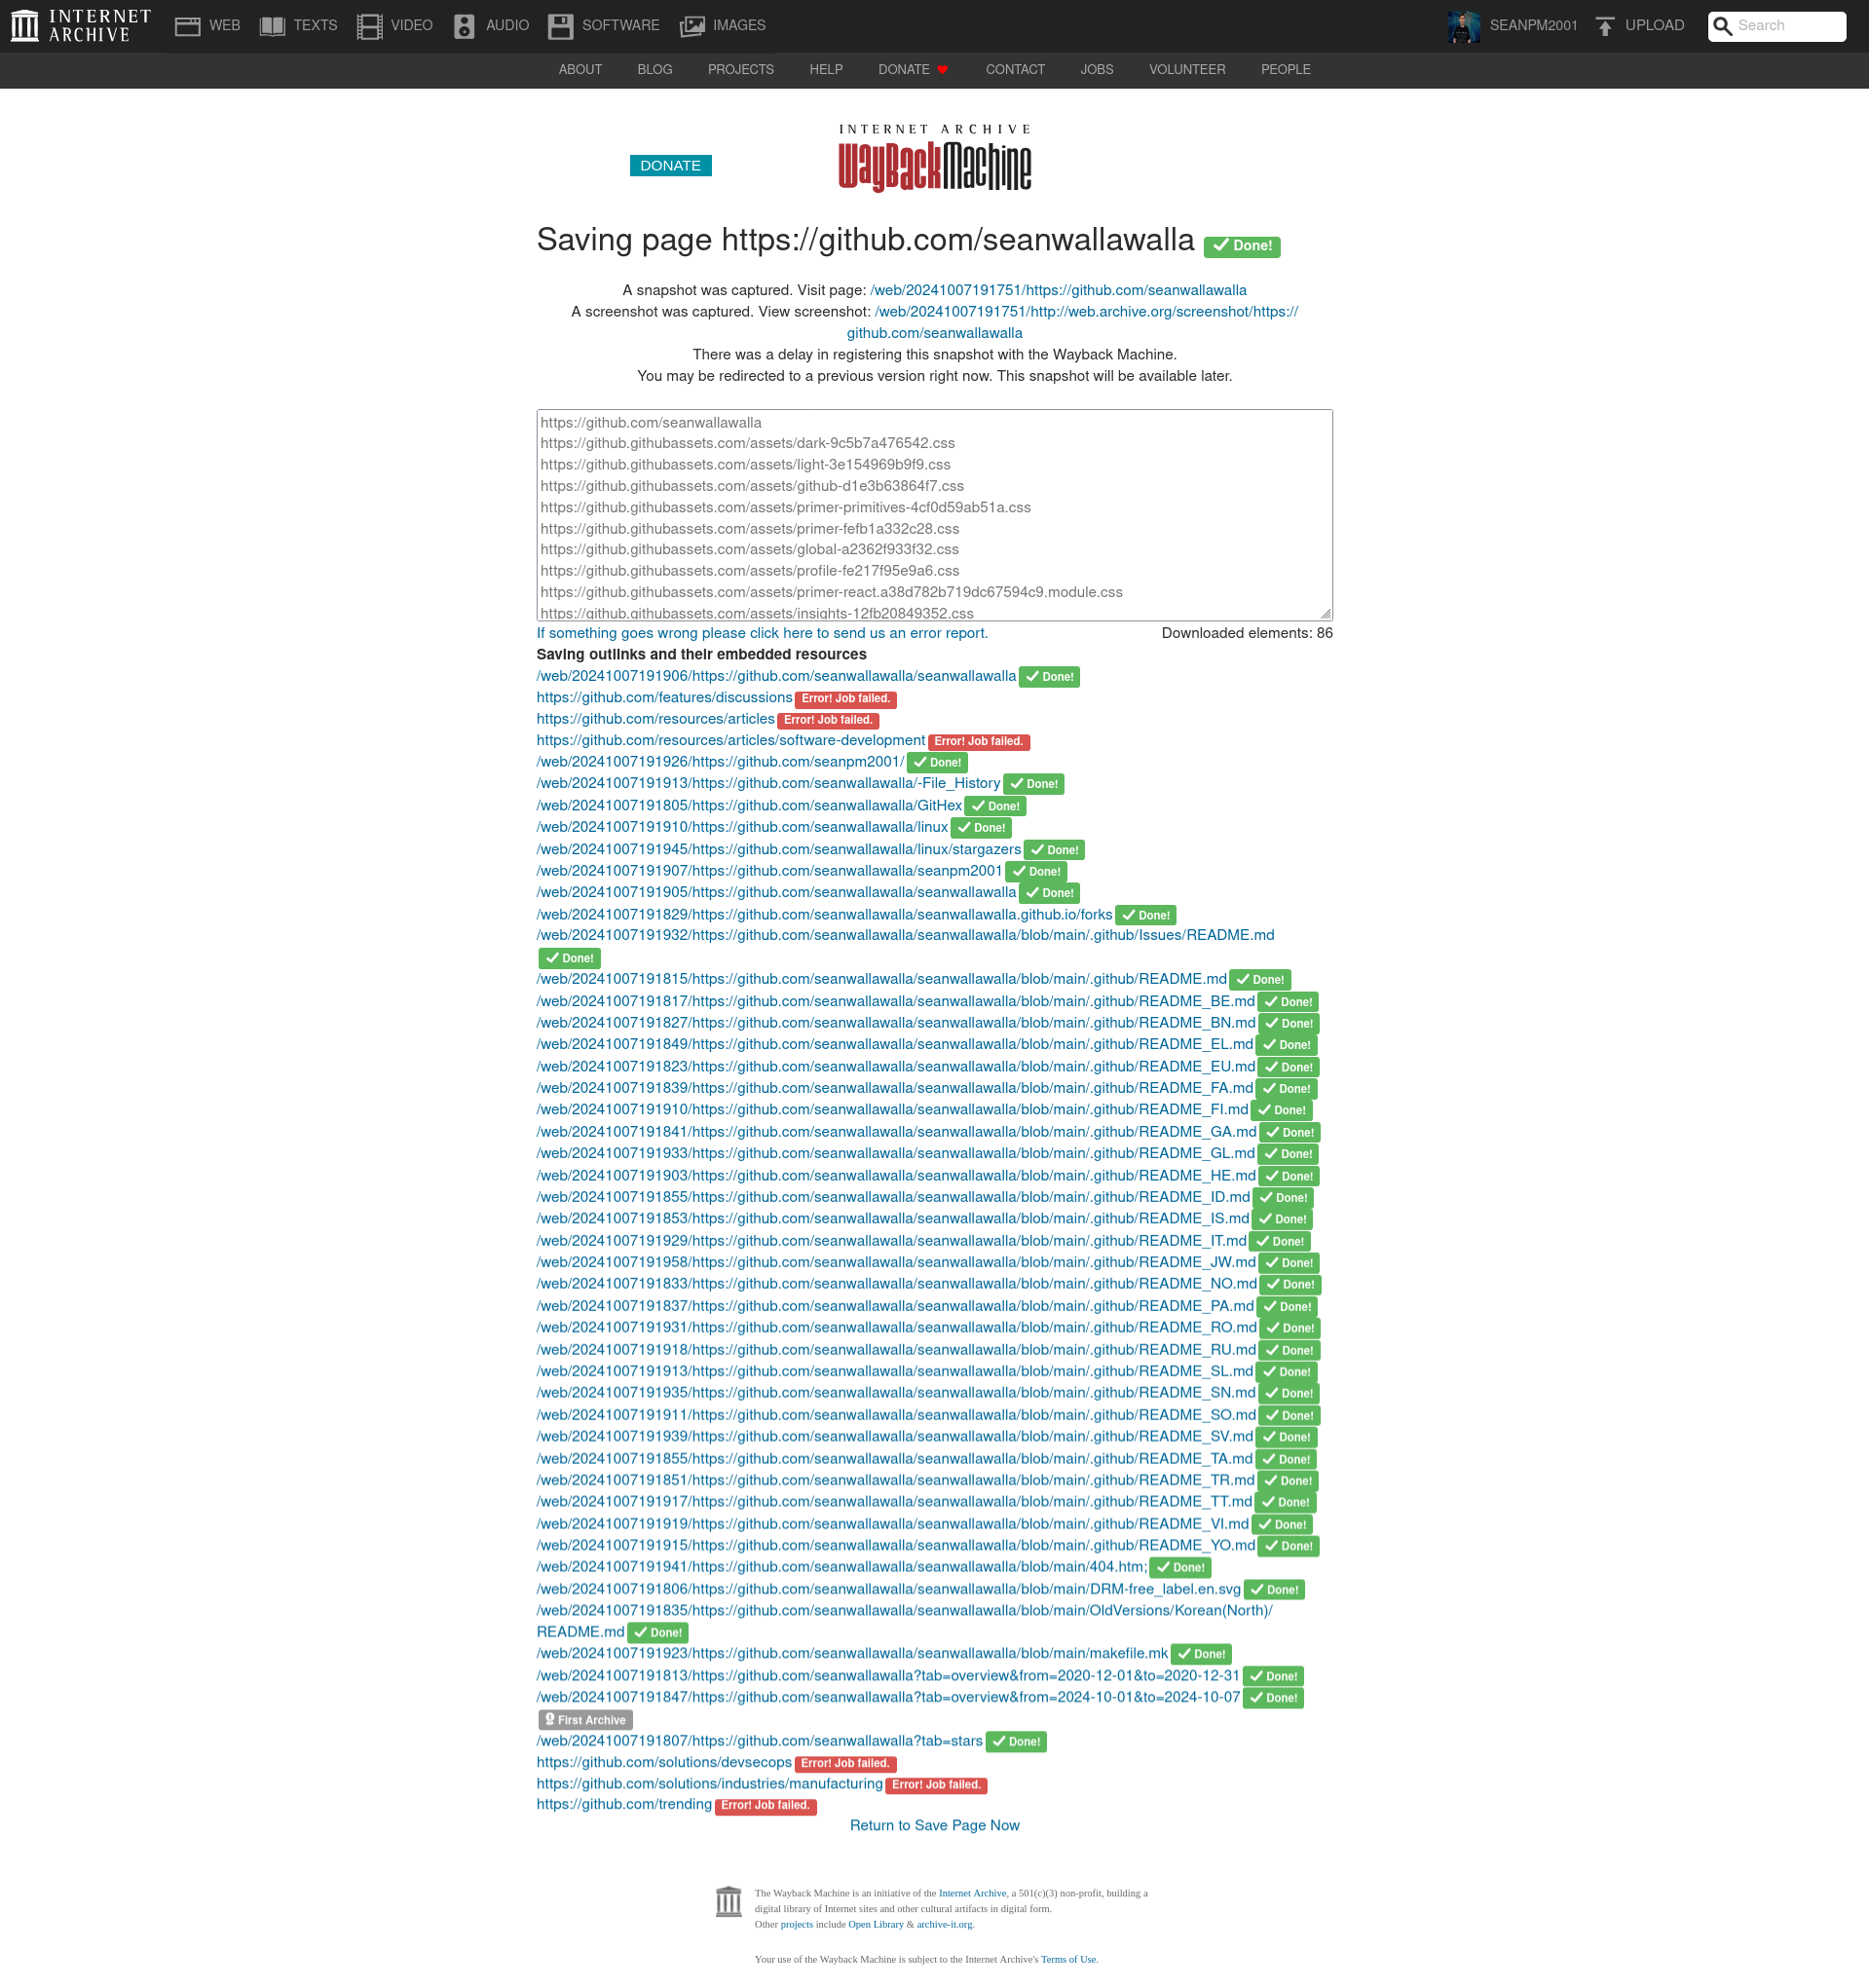 INTERNET ARCHIVE
WEB TEXTS VIDEO AUDIO SOFTWARE IMAGES SEANPM2001 UPLOAD Search
ABOUT BLOG PROJECTS HELP DONATE CONTACT JOBS VOLUNTEER PEOPLE
INTERNET ARCHIVE
DONATE WayBackMachine
Saving page https://github.com/seanwallawalla Done!
A snapshot was captured. Visit page: /web/20241007191751/https://github.com/seanwallawalla
A screenshot was captured. View screenshot: /web/20241007191751/http://web.archive.org/screenshot/https://
github.com/seanwallawalla
There was a delay in registering this snapshot with the Wayback Machine.
You may be redirected to a previous version right now. This snapshot will be available later.
https://github.com/seanwallawalla
https://github.githubassets.com/assets/dark-9c5b7a476542.css
https://github.githubassets.com/assets/light-3e154969b9f9.css
https://github.githubassets.com/assets/github-d1e3b63864f7.css
https://github.githubassets.com/assets/primer-primitives-4cf0d59ab51a.css
https://github.githubassets.com/assets/primer-fefb1a332c28.css
https://github.githubassets.com/assets/global-a2362f933f32.css
https://github.githubassets.com/assets/profile-fe217f95e9a6.css
https://github.githubassets.com/assets/primer-react.a38d782b719dc67594c9.module.css
https://github.githubassets.com/assets/insights-12fb20849352.css
If something goes wrong please click here to send us an error report. Downloaded elements: 86
Saving outlinks and their embedded resources
/web/20241007191906/https://github.com/seanwallawalla/seanwallawalla Done!
https://github.com/features/discussions Error! Job failed.
https://github.com/resources/articles Error! Job failed.
https://github.com/resources/articles/software-development Error! Job failed.
/web/20241007191926/https://github.com/seanpm2001/ Done!
/web/20241007191913/https://github.com/seanwallawalla/-File_History Done!
/web/20241007191805/https://github.com/seanwallawalla/GitHex Done!
/web/20241007191910/https://github.com/seanwallawalla/linux Done!
/web/20241007191945/https://github.com/seanwallawalla/linux/stargazers Done!
/web/20241007191907/https://github.com/seanwallawalla/seanpm2001 Done!
/web/20241007191905/https://github.com/seanwallawalla/seanwallawalla Done!
/web/20241007191829/https://github.com/seanwallawalla/seanwallawalla.github.io/forks Done!
/web/20241007191932/https://github.com/seanwallawalla/seanwallawalla/blob/main/.github/Issues/README.md
Done!
/web/20241007191815/https://github.com/seanwallawalla/seanwallawalla/blob/main/.github/README.md Done!
/web/20241007191817/https://github.com/seanwallawalla/seanwallawalla/blob/main/.github/README_BE.md Done!
/web/20241007191827/https://github.com/seanwallawalla/seanwallawalla/blob/main/.github/README_BN.md Done!
/web/20241007191849/https://github.com/seanwallawalla/seanwallawalla/blob/main/.github/README_EL.md Done!
/web/20241007191823/https://github.com/seanwallawalla/seanwallawalla/blob/main/.github/README_EU.md Done!
/web/20241007191839/https://github.com/seanwallawalla/seanwallawalla/blob/main/.github/README_FA.md Done!
/web/20241007191910/https://github.com/seanwallawalla/seanwallawalla/blob/main/.github/README_FI.md Done!
/web/20241007191841/https://github.com/seanwallawalla/seanwallawalla/blob/main/.github/README_GA.md Done!
/web/20241007191933/https://github.com/seanwallawalla/seanwallawalla/blob/main/.github/README_GL.md Done!
/web/20241007191903/https://github.com/seanwallawalla/seanwallawalla/blob/main/.github/README_HE.md Done!
/web/20241007191855/https://github.com/seanwallawalla/seanwallawalla/blob/main/.github/README_ID.md Done!
/web/20241007191853/https://github.com/seanwallawalla/seanwallawalla/blob/main/.github/README_IS.md Done!
/web/20241007191929/https://github.com/seanwallawalla/seanwallawalla/blob/main/.github/README_IT.md Done!
/web/20241007191958/https://github.com/seanwallawalla/seanwallawalla/blob/main/.github/README_JW.md Done!
/web/20241007191833/https://github.com/seanwallawalla/seanwallawalla/blob/main/.github/README_NO.md Done!
/web/20241007191837/https://github.com/seanwallawalla/seanwallawalla/blob/main/.github/README_PA.md Done!
/web/20241007191931/https://github.com/seanwallawalla/seanwallawalla/blob/main/.github/README_RO.md Done!
/web/20241007191918/https://github.com/seanwallawalla/seanwallawalla/blob/main/.github/README_RU.md Done!
/web/20241007191913/https://github.com/seanwallawalla/seanwallawalla/blob/main/.github/README_SL.md Done!
/web/20241007191935/https://github.com/seanwallawalla/seanwallawalla/blob/main/.github/README_SN.md Done!
/web/20241007191911/https://github.com/seanwallawalla/seanwallawalla/blob/main/.github/README_SO.md Done!
/web/20241007191939/https://github.com/seanwallawalla/seanwallawalla/blob/main/.github/README_SV.md Done!
/web/20241007191855/https://github.com/seanwallawalla/seanwallawalla/blob/main/.github/README_TA.md Done!
/web/20241007191851/https://github.com/seanwallawalla/seanwallawalla/blob/main/.github/README_TR.md Done!
/web/20241007191917/https://github.com/seanwallawalla/seanwallawalla/blob/main/.github/README_TT.md Done!
/web/20241007191919/https://github.com/seanwallawalla/seanwallawalla/blob/main/.github/README_VI.md Done!
/web/20241007191915/https://github.com/seanwallawalla/seanwallawalla/blob/main/.github/README_YO.md Done!
/web/20241007191941/https://github.com/seanwallawalla/seanwallawalla/blob/main/404.htm; Done!
/web/20241007191806/https://github.com/seanwallawalla/seanwallawalla/blob/main/DRM-free_label.en.svg Done!
/web/20241007191835/https://github.com/seanwallawalla/seanwallawalla/blob/main/OldVersions/Korean(North)/
README.md Done!
/web/20241007191923/https://github.com/seanwallawalla/seanwallawalla/blob/main/makefile.mk Done!
/web/20241007191813/https://github.com/seanwallawalla?tab=overview&from=2020-12-01&to=2020-12-31 Done!
/web/20241007191847/https://github.com/seanwallawalla?tab=overview&from=2024-10-01&to=2024-10-07 Done!
First Archive
/web/20241007191807/https://github.com/seanwallawalla?tab=stars Done!
https://github.com/solutions/devsecops Error! Job failed.
https://github.com/solutions/industries/manufacturing Error! Job failed.
https://github.com/trending Error! Job failed.
Return to Save Page Now
The Wayback Machine is an initiative of the Internet Archive, a 501(c)(3) non-profit, building a
digital library of Internet sites and other cultural artifacts in digital form.
Other projects include Open Library & archive-it.org.
Your use of the Wayback Machine is subject to the Internet Archive's Terms of Use.